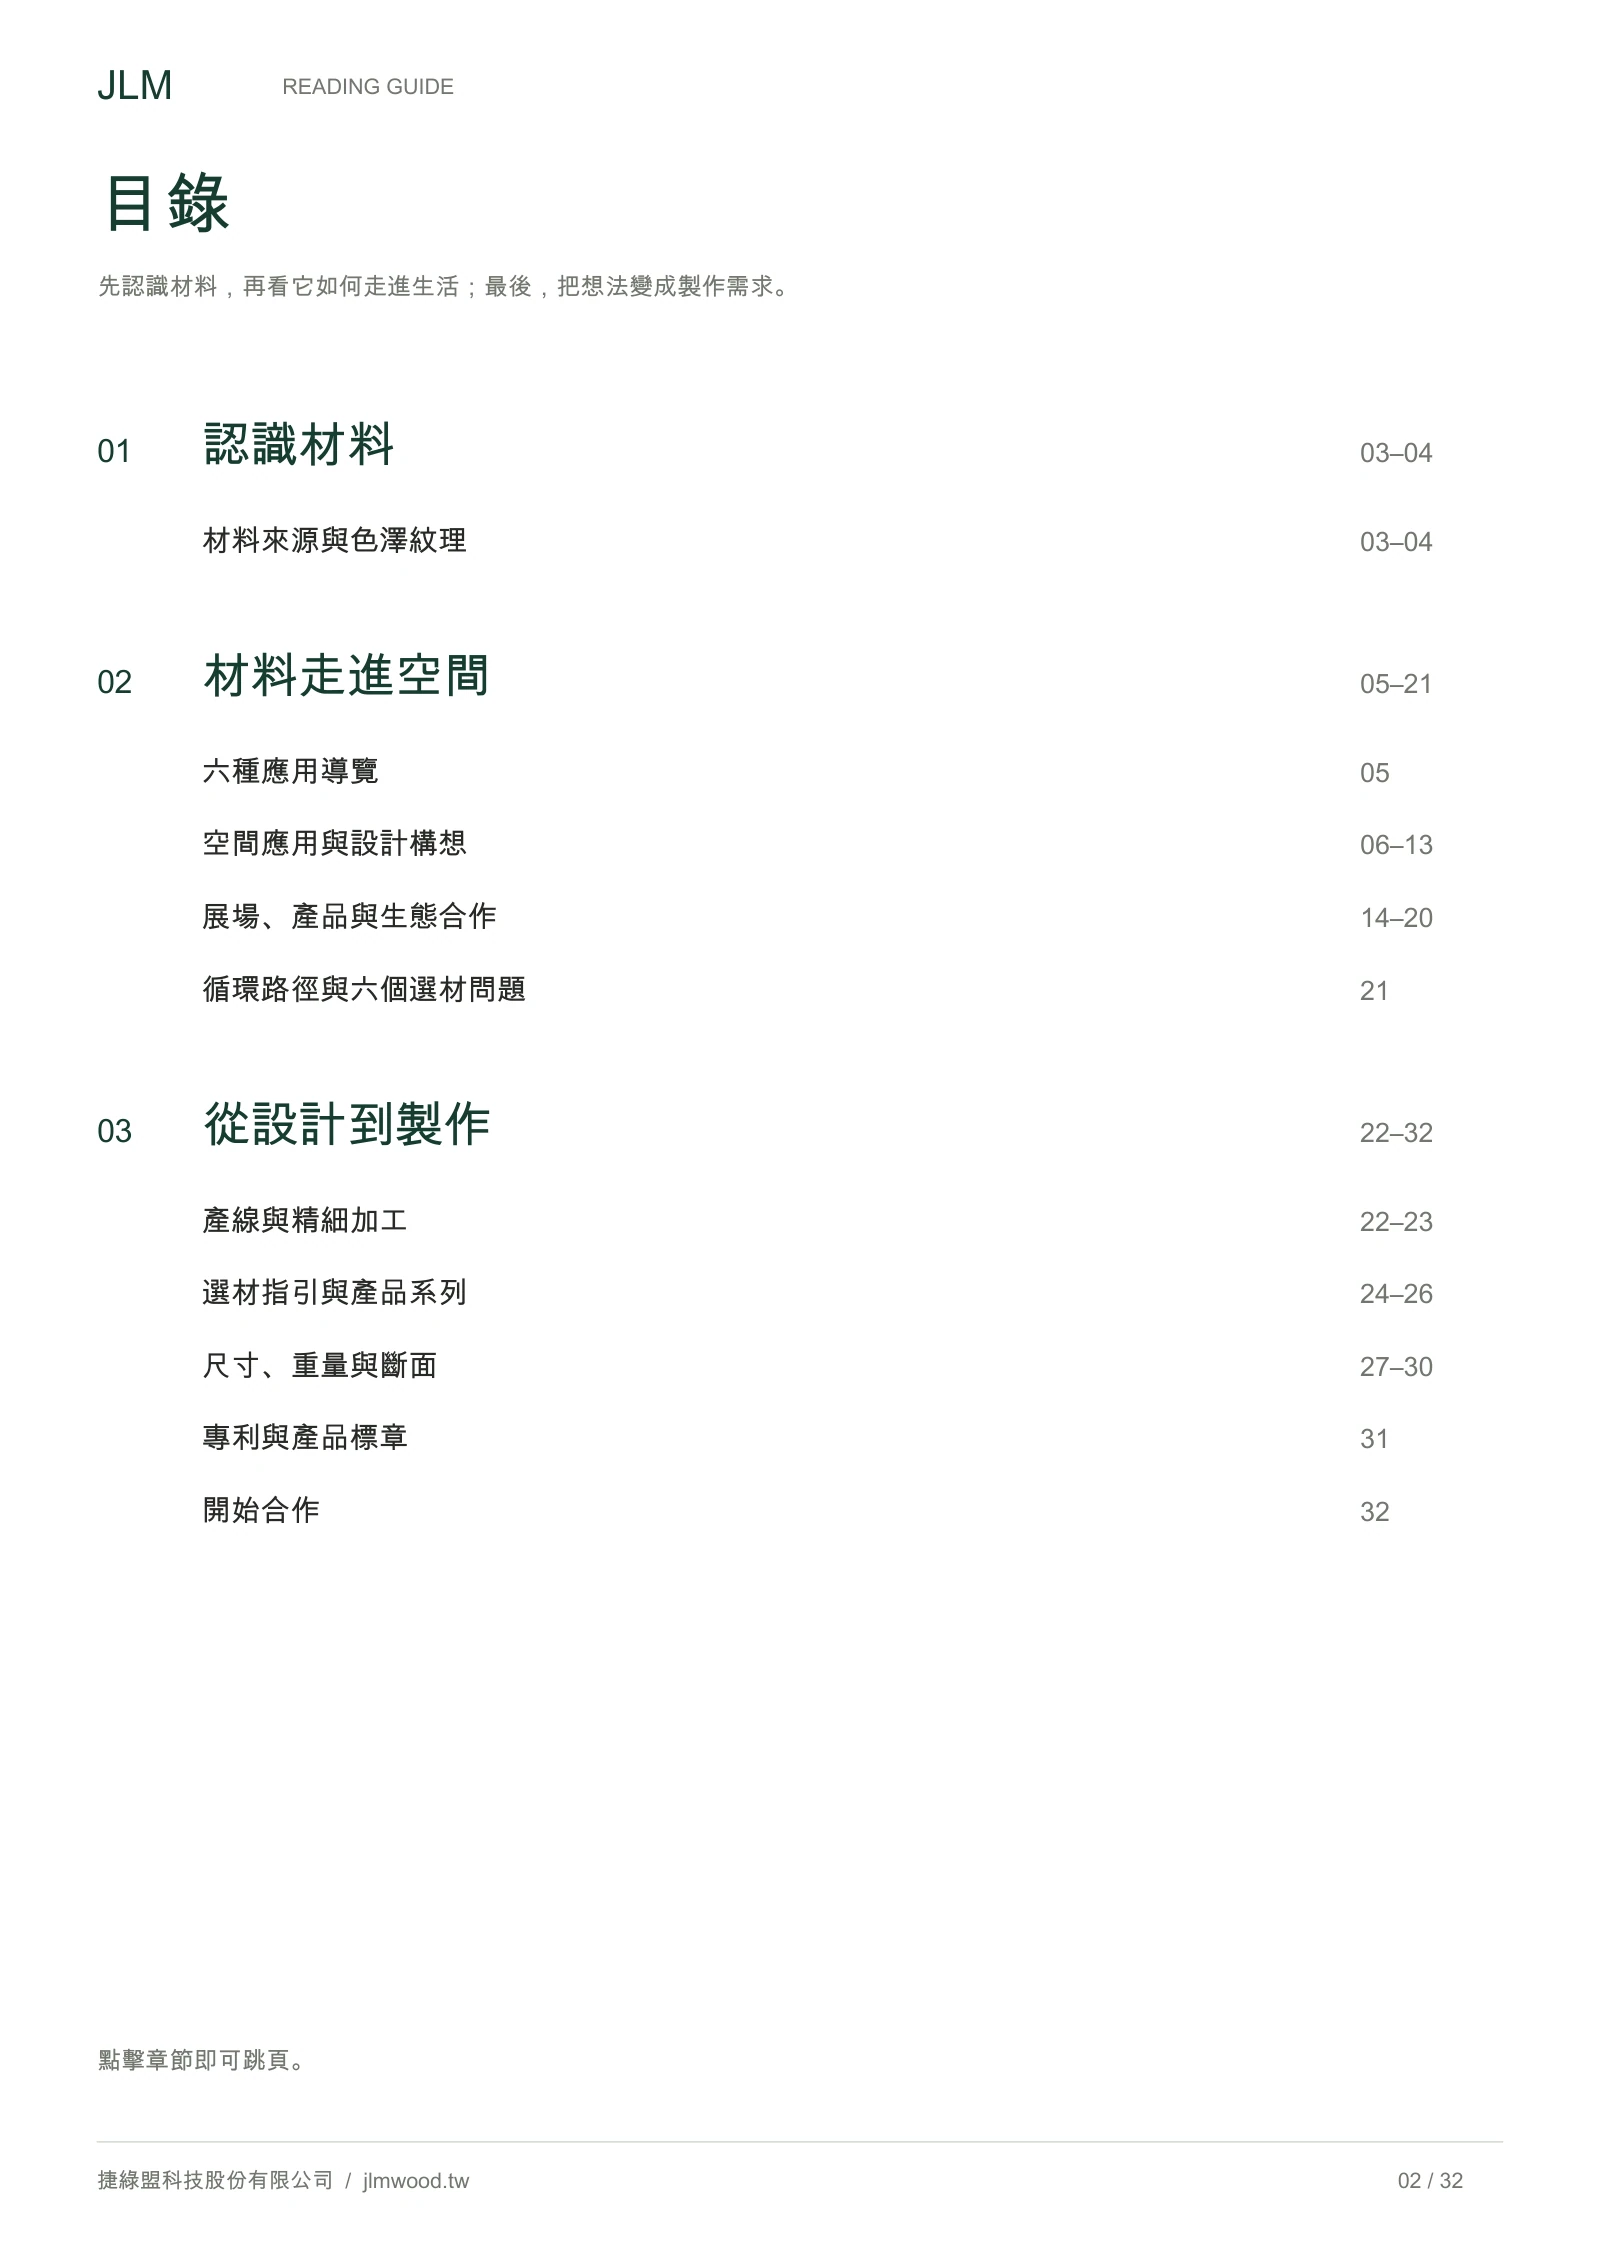 JLM READING GUIDE
目錄
先認識材料，再看它如何走進生活；最後，把想法變成製作需求。
01 認識材料 03–04
材料來源與色澤紋理 03–04
02 材料走進空間 05–21
六種應用導覽 05
空間應用與設計構想 06–13
展場、產品與生態合作 14–20
循環路徑與六個選材問題 21
03 從設計到製作 22–32
產線與精細加工 22–23
選材指引與產品系列 24–26
尺寸、重量與斷面 27–30
專利與產品標章 31
開始合作 32
點擊章節即可跳頁。
捷綠盟科技股份有限公司 / jlmwood.tw 02 / 32